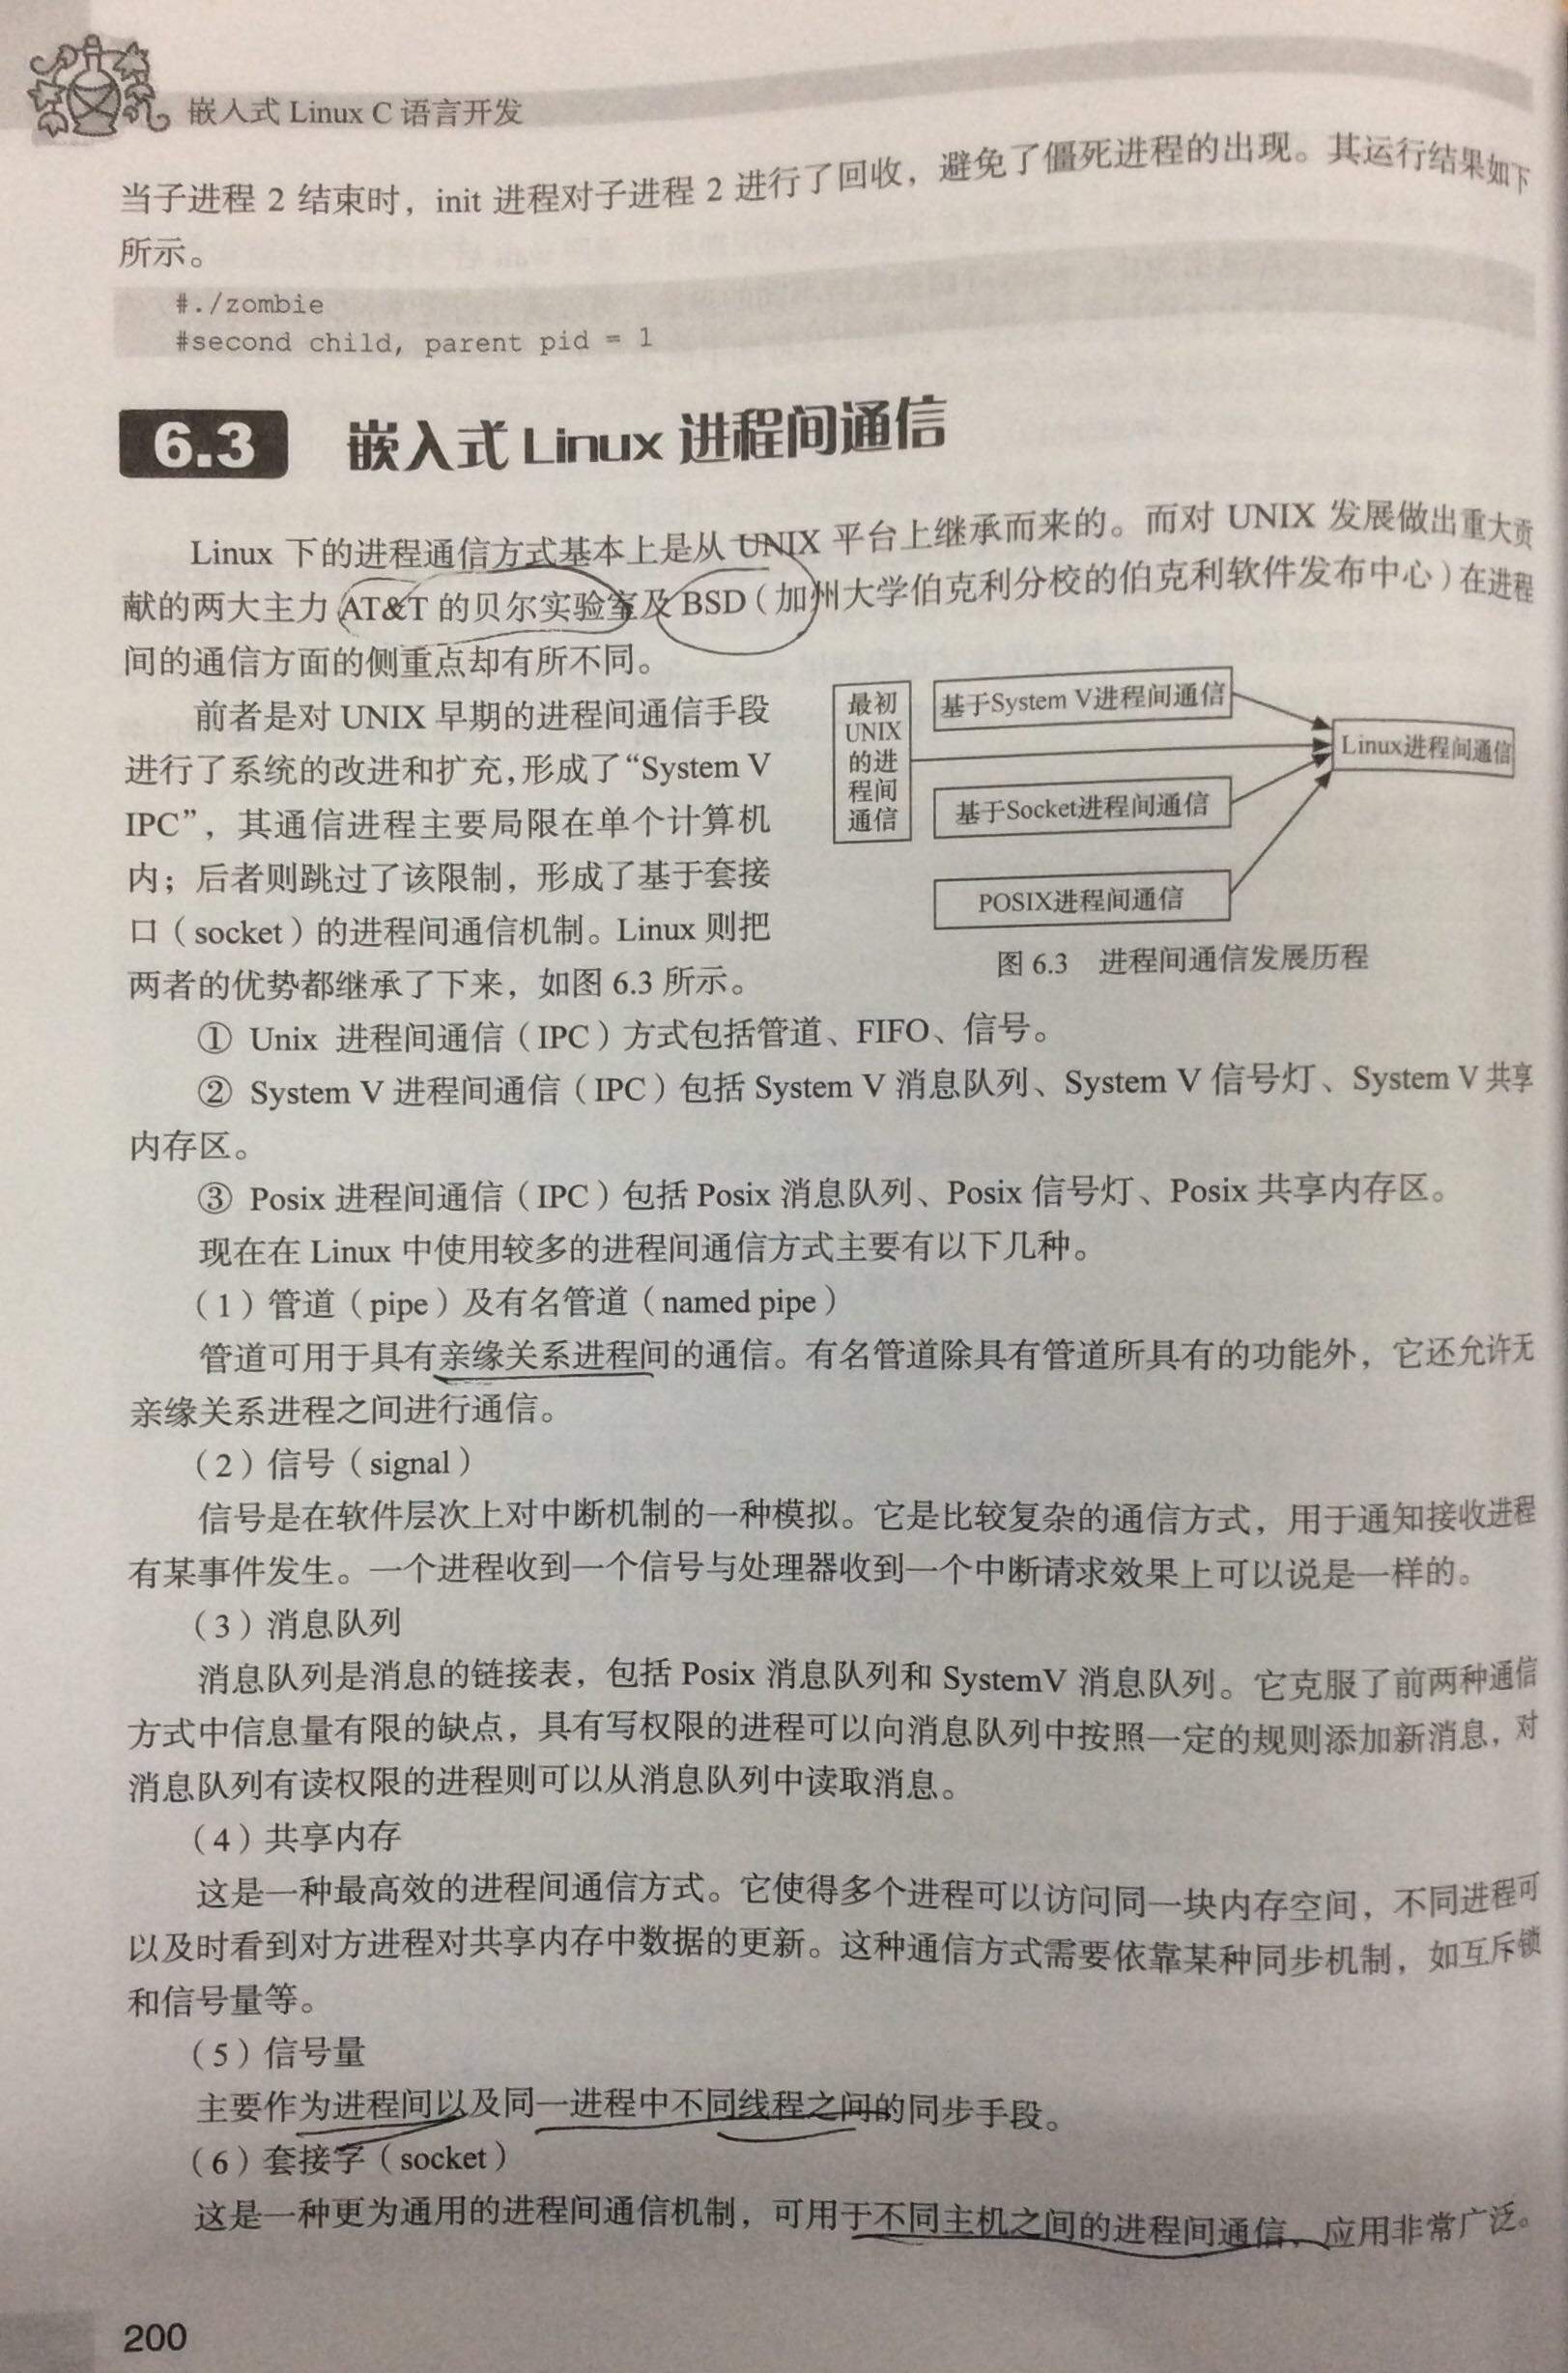 嵌入式 Linux C 语言开发
当子进程 2 结束时，init 进程对子进程 2 进行了回收，避免了僵死进程的出现。其运行结果如下
所示。
#./zombie
#second child, parent pid = 1
6.3 嵌入式 Linux 进程间通信
Linux 下的进程通信方式基本上是从 UNIX 平台上继承而来的。而对 UNIX 发展做出重大贡
献的两大主力 AT&T 的贝尔实验室及 BSD（加州大学伯克利分校的伯克利软件发布中心）在进程
间的通信方面的侧重点却有所不同。
前者是对 UNIX 早期的进程间通信手段
进行了系统的改进和扩充，形成了“System V
IPC”，其通信进程主要局限在单个计算机
内；后者则跳过了该限制，形成了基于套接
口（socket）的进程间通信机制。Linux 则把
两者的优势都继承了下来，如图 6.3 所示。
最初
UNIX
的进
程间
通信
基于System V进程间通信
基于Socket进程间通信
POSIX进程间通信
Linux进程间通信
图 6.3 进程间通信发展历程
① Unix 进程间通信（IPC）方式包括管道、FIFO、信号。
② System V 进程间通信（IPC）包括 System V 消息队列、System V 信号灯、System V 共享
内存区。
③ Posix 进程间通信（IPC）包括 Posix 消息队列、Posix 信号灯、Posix 共享内存区。
现在在 Linux 中使用较多的进程间通信方式主要有以下几种。
（1）管道（pipe）及有名管道（named pipe）
管道可用于具有亲缘关系进程间的通信。有名管道除具有管道所具有的功能外，它还允许无
亲缘关系进程之间进行通信。
（2）信号（signal）
信号是在软件层次上对中断机制的一种模拟。它是比较复杂的通信方式，用于通知接收进程
有某事件发生。一个进程收到一个信号与处理器收到一个中断请求效果上可以说是一样的。
（3）消息队列
消息队列是消息的链接表，包括 Posix 消息队列和 SystemV 消息队列。它克服了前两种通信
方式中信息量有限的缺点，具有写权限的进程可以向消息队列中按照一定的规则添加新消息，对
消息队列有读权限的进程则可以从消息队列中读取消息。
（4）共享内存
这是一种最高效的进程间通信方式。它使得多个进程可以访问同一块内存空间，不同进程可
以及时看到对方进程对共享内存中数据的更新。这种通信方式需要依靠某种同步机制，如互斥锁
和信号量等。
（5）信号量
主要作为进程间以及同一进程中不同线程之间的同步手段。
（6）套接字（socket）
这是一种更为通用的进程间通信机制，可用于不同主机之间的进程间通信，应用非常广泛。
200